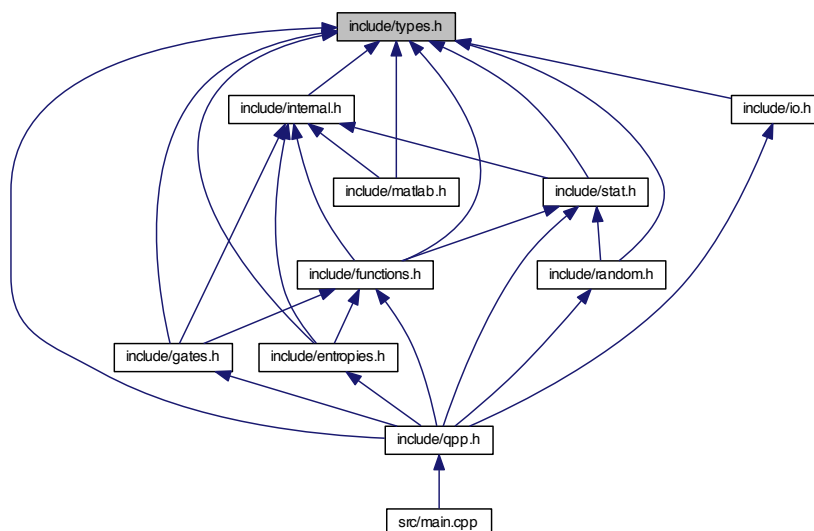 include/types.h
include/internal.h
include/io.h
include/matlab.h
include/stat.h
include/functions.h
include/random.h
include/gates.h
include/entropies.h
include/qpp.h
src/main.cpp